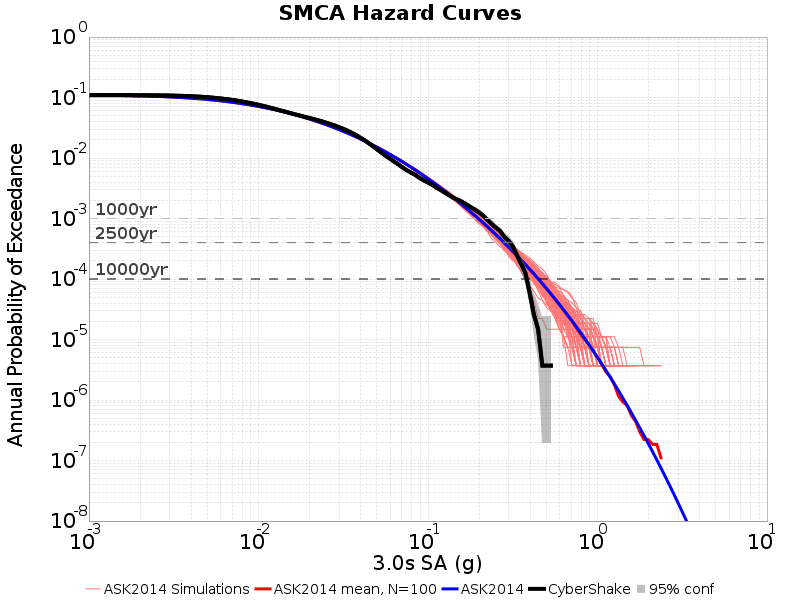 SMCA Hazard Curves
Annual Probability of Exceedance
10^0
10^-1
10^-2
10^-3
10^-4
10^-5
10^-6
10^-7
10^-8
1000yr
2500yr
10000yr
10^-3 10^-2 10^-1 10^0 10^1
3.0s SA (g)
ASK2014 Simulations ASK2014 mean, N=100 ASK2014 CyberShake 95% conf